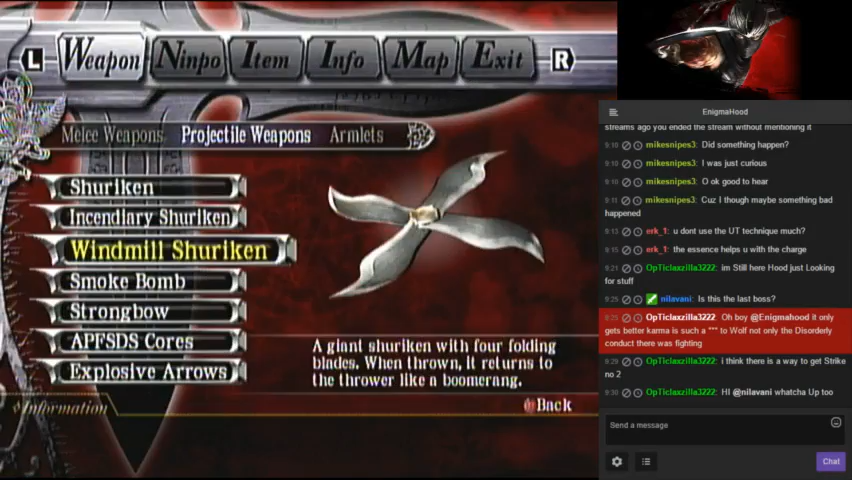 L Weapon Ninpo Item Info Map Exit R
Melee Weapons Projectile Weapons Armlets
Shuriken
Incendiary Shuriken
Windmill Shuriken
Smoke Bomb
Strongbow
APFSDS Cores
Explosive Arrows
A giant shuriken with four folding
blades. When thrown, it returns to
the thrower like a boomerang.
Information
Back
EnigmaHood
streams ago you ended the stream without mentioning it
9:10 mikesnipes3: Did something happen?
9:10 mikesnipes3: I was just curious
9:10 mikesnipes3: O ok good to hear
9:11 mikesnipes3: Cuz I though maybe something bad
happened
9:13 erk_1: u dont use the UT technique much?
9:15 erk_1: the essence helps u with the charge
9:21 OpTiclaxzilla3222: im Still here Hood just Looking
for stuff
9:25 nilavani: Is this the last boss?
OpTiclaxzilla3222: Oh boy @Enigmahood it only
gets better karma is such a *** to Wolf not only the Disorderly
conduct there was fighting
9:29 OpTiclaxzilla3222: i think there is a way to get Strike
no 2
9:30 OpTiclaxzilla3222: HI @nilavani whatcha Up too
Send a message
Chat